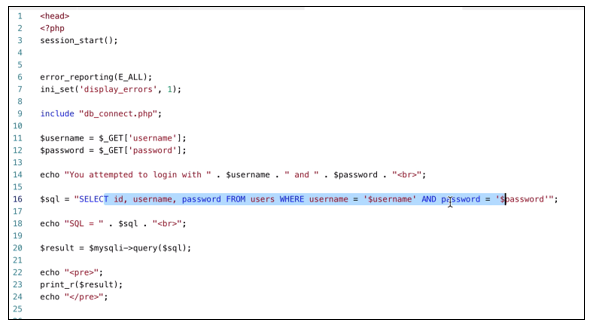 1 <head>
2 <?php
3 session_start();
4
5
6 error_reporting(E_ALL);
7 ini_set('display_errors', 1);
8
9 include "db_connect.php";
10
11 $username = $_GET['username'];
12 $password = $_GET['password'];
13
14 echo "You attempted to login with " . $username . " and " . $password . "<br>";
15
16 $sql = "SELECT id, username, password FROM users WHERE username = '$username' AND password = '$password'";
17
18 echo "SQL = " . $sql . "<br>";
19
20 $result = $mysqli->query($sql);
21
22 echo "<pre>";
23 print_r($result);
24 echo "</pre>";
25